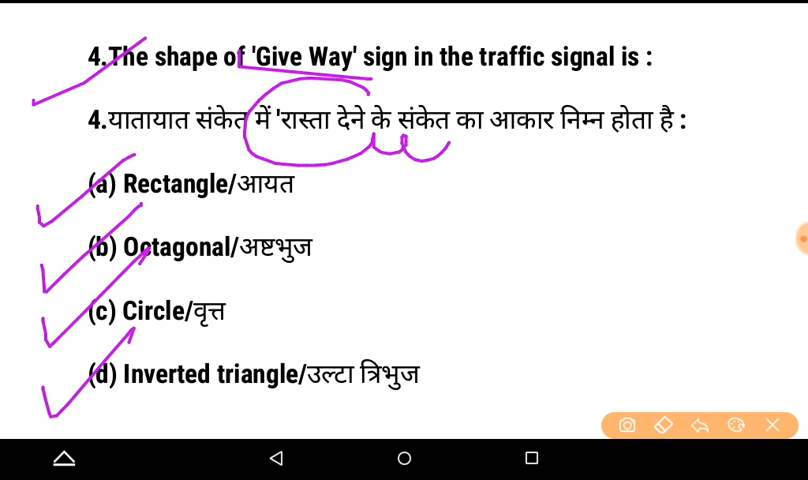 4.The shape of 'Give Way' sign in the traffic signal is :
4.यातायात संकेत में 'रास्ता देने के संकेत का आकार निम्न होता है :
(a) Rectangle/आयत
(b) Octagonal/अष्टभुज
(c) Circle/वृत्त
(d) Inverted triangle/उल्टा त्रिभुज